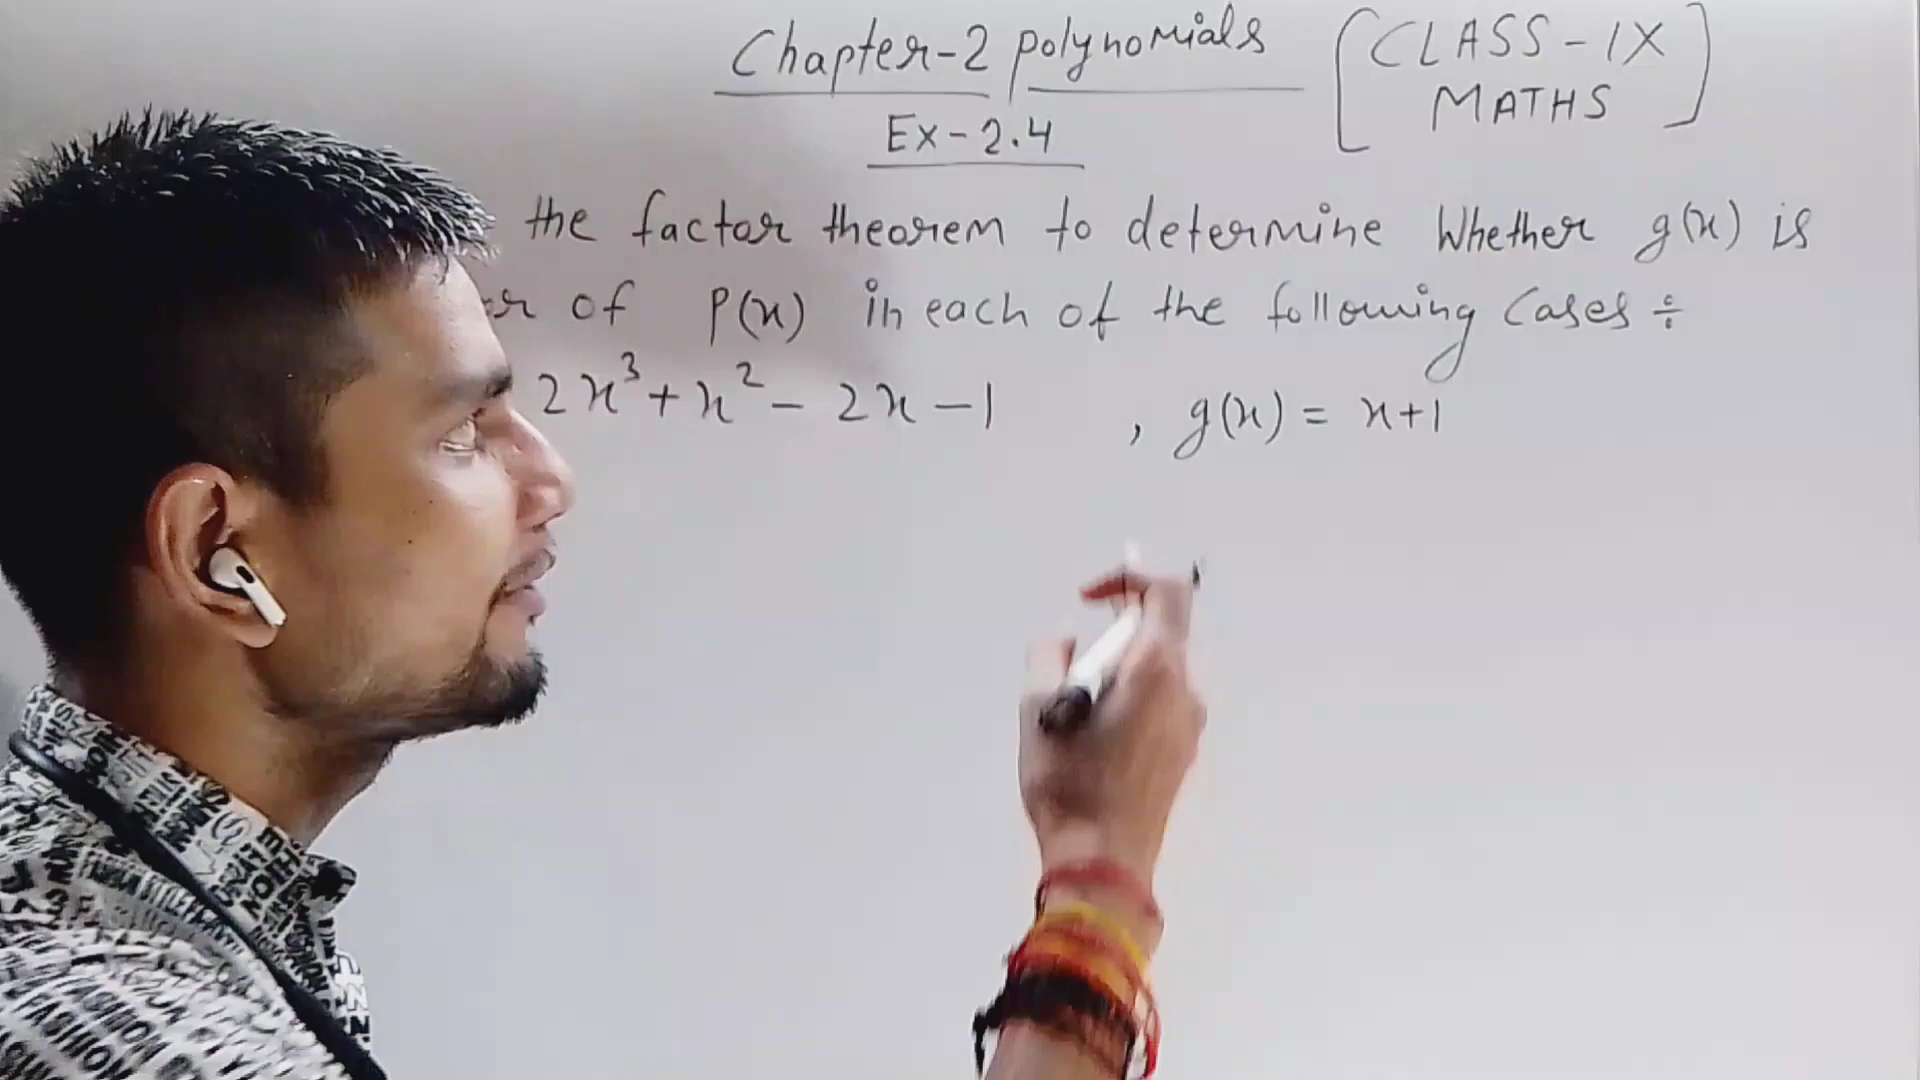 Chapter-2 polynomials [CLASS-IX
MATHS]
Ex-2.4
the factor theorem to determine Whether g(x) is
of P(x) in each of the following Cases ÷
2x³+x²-2x-1 , g(x) = x+1